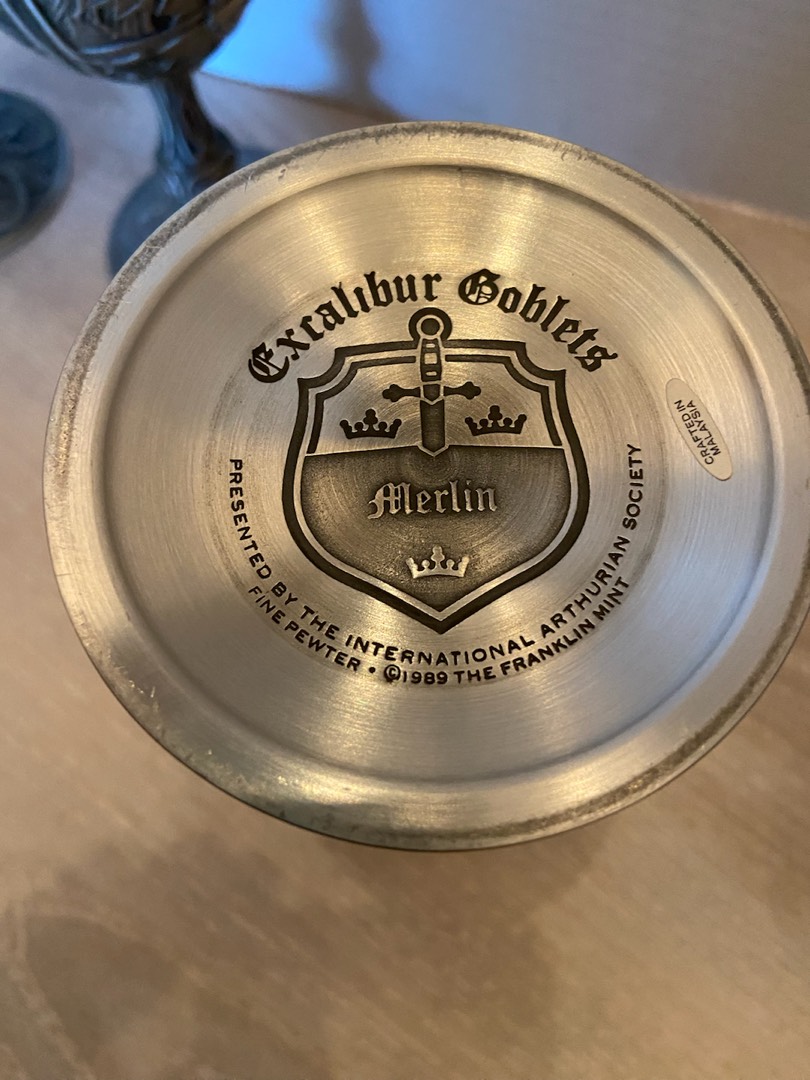 Excalibur Goblets
Merlin
PRESENTED BY THE INTERNATIONAL ARTHURIAN SOCIETY
FINE PEWTER • ©1989 THE FRANKLIN MINT
CRAFTED IN
MALAYSIA